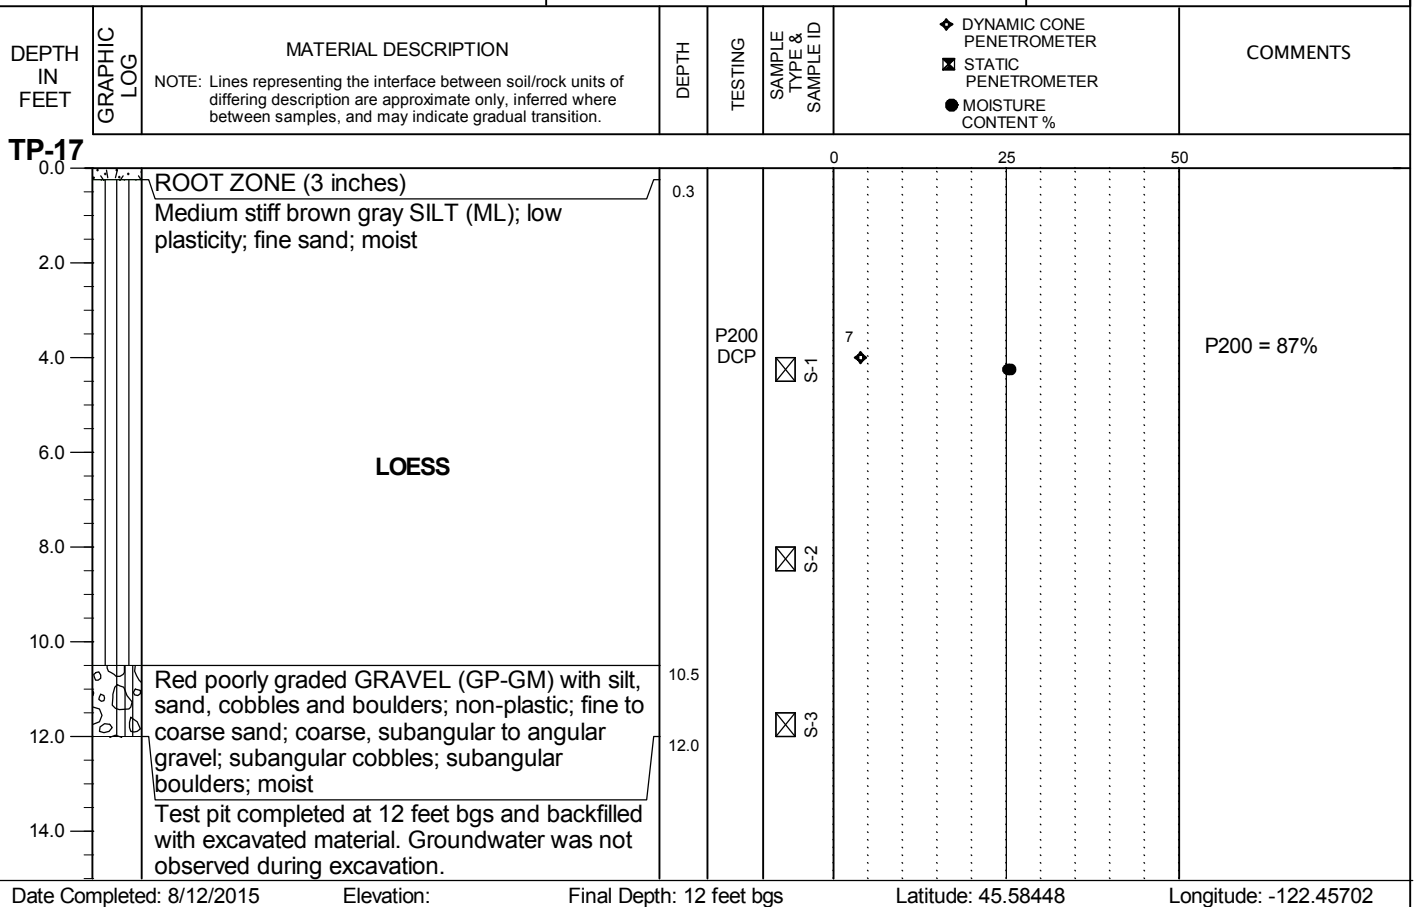 DEPTH
IN
FEET
GRAPHIC
LOG
MATERIAL DESCRIPTION
NOTE: Lines representing the interface between soil/rock units of
differing description are approximate only, inferred where
between samples, and may indicate gradual transition.
DEPTH
TESTING
SAMPLE
TYPE &
SAMPLE ID
DYNAMIC CONE
PENETROMETER
STATIC
PENETROMETER
MOISTURE
CONTENT %
COMMENTS
TP-17
0 25 50
0.0
ROOT ZONE (3 inches)
0.3
Medium stiff brown gray SILT (ML); low
plasticity; fine sand; moist
2.0
P200
DCP
7
P200 = 87%
4.0
S-1
6.0
LOESS
8.0
S-2
10.0
10.5
Red poorly graded GRAVEL (GP-GM) with silt,
sand, cobbles and boulders; non-plastic; fine to
coarse sand; coarse, subangular to angular
gravel; subangular cobbles; subangular
boulders; moist
S-3
12.0
12.0
Test pit completed at 12 feet bgs and backfilled
with excavated material. Groundwater was not
observed during excavation.
14.0
Date Completed: 8/12/2015 Elevation: Final Depth: 12 feet bgs Latitude: 45.58448 Longitude: -122.45702